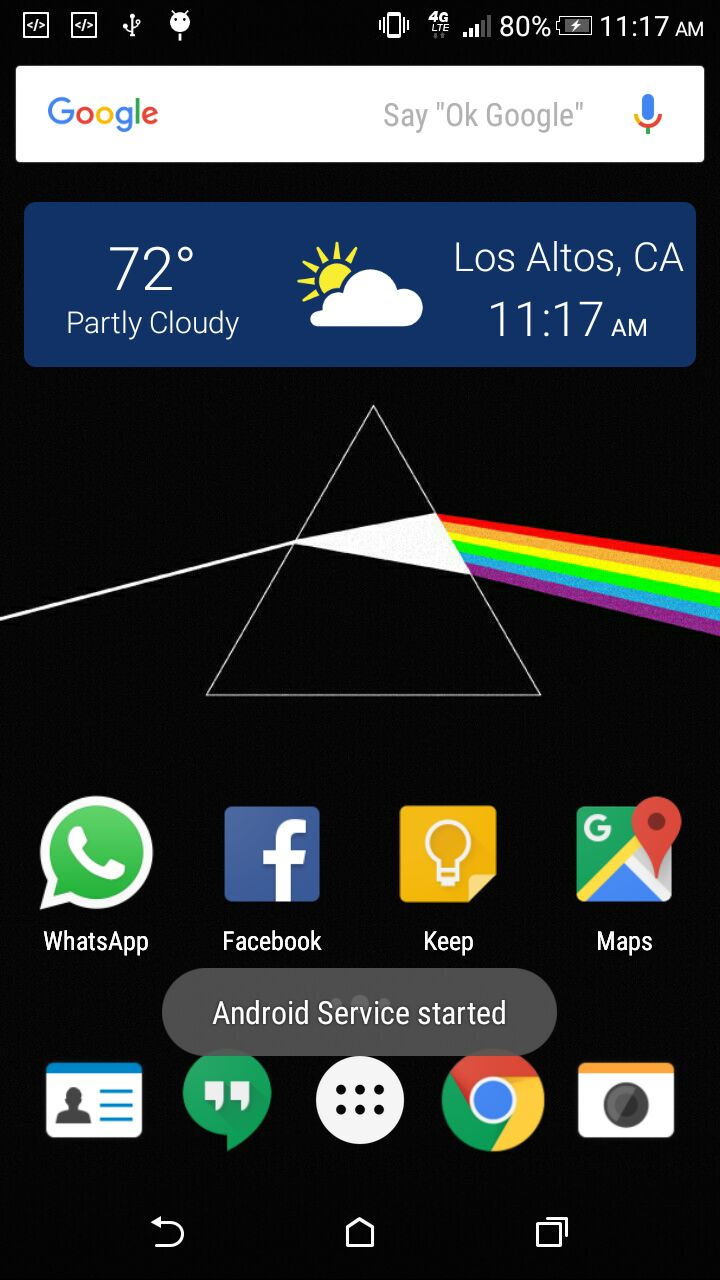 </> </> 4G LTE 80% 11:17 AM
Google Say "Ok Google"
72°
Partly Cloudy
Los Altos, CA
11:17 AM
G
WhatsApp Facebook Keep Maps
Android Service started